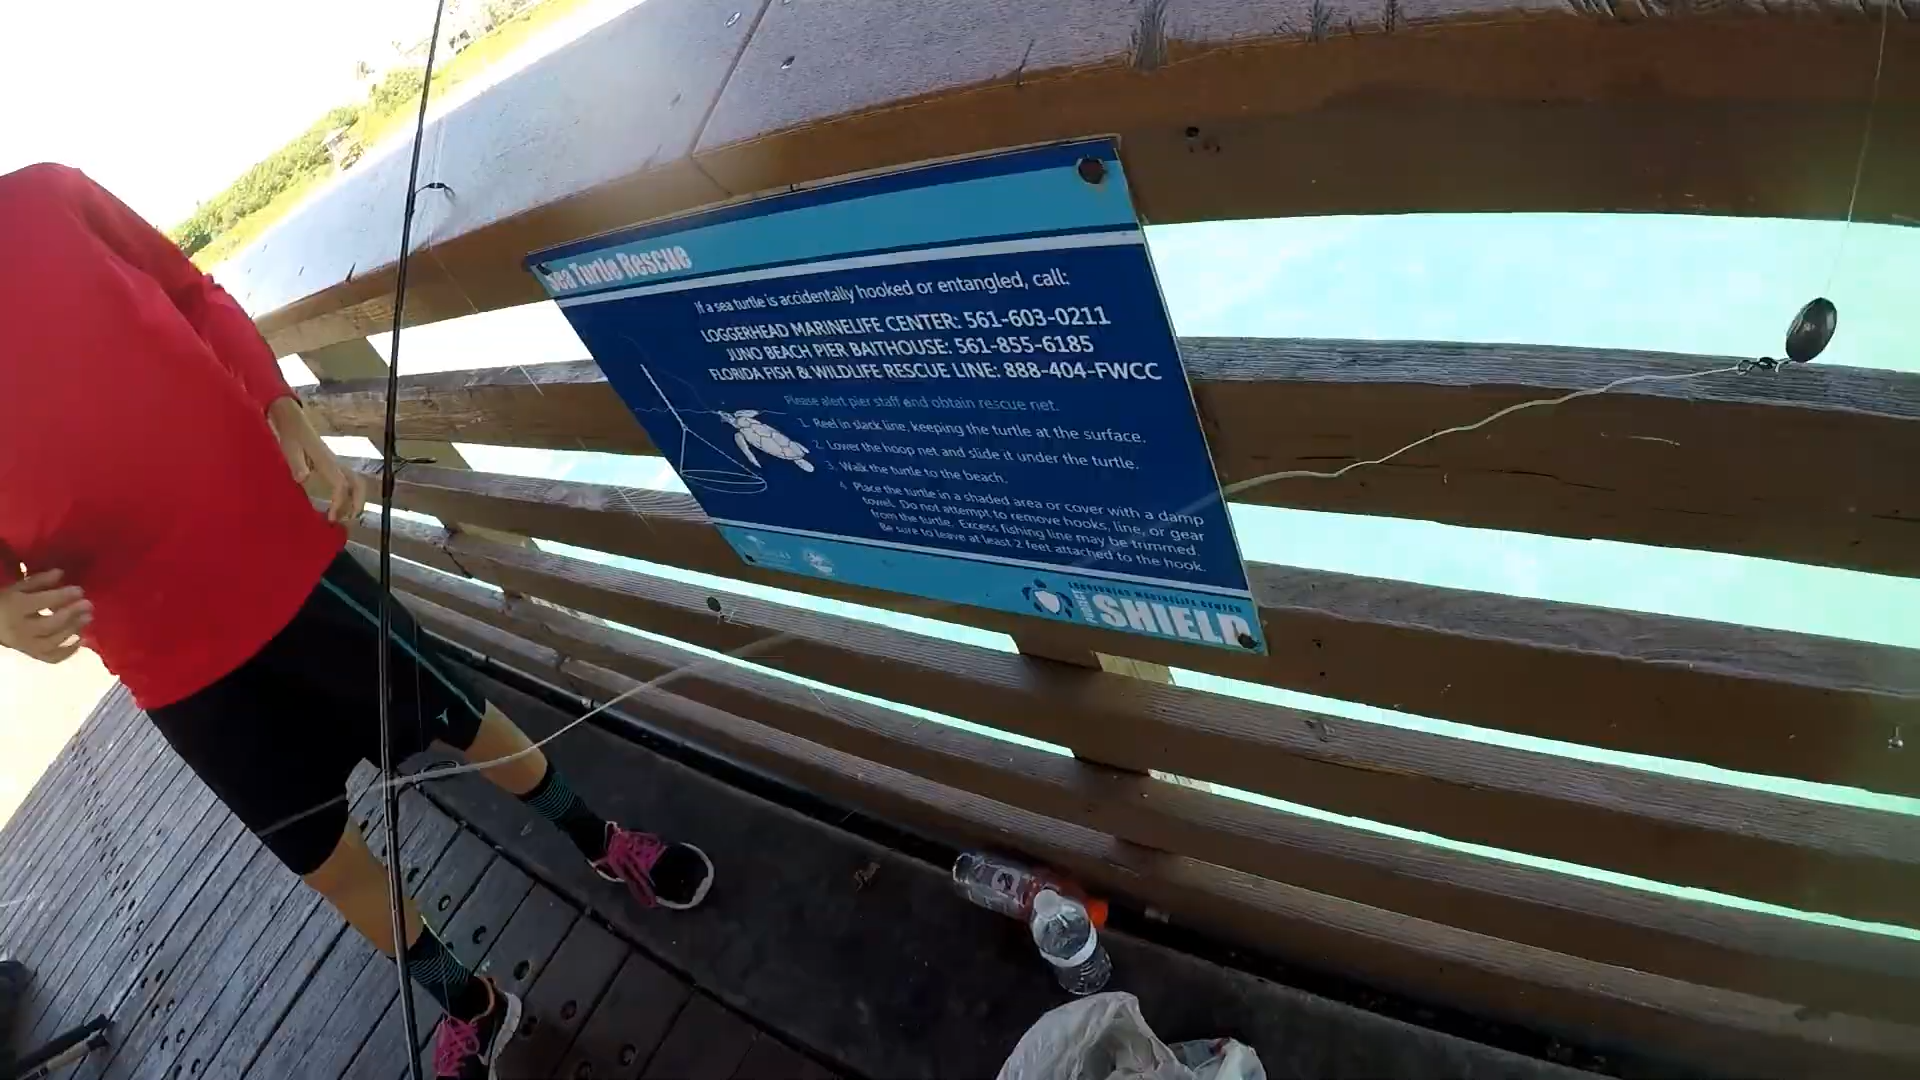 Sea Turtle Rescue
If a sea turtle is accidentally hooked or entangled, call:
LOGGERHEAD MARINELIFE CENTER: 561-603-0211
JUNO BEACH PIER BAITHOUSE: 561-855-6185
FLORIDA FISH & WILDLIFE RESCUE LINE: 888-404-FWCC
Please alert pier staff and obtain rescue net.
1. Reel in slack line, keeping the turtle at the surface.
2. Lower the hoop net and slide it under the turtle.
3. Walk the turtle to the beach.
4. Place the turtle in a shaded area or cover with a damp
towel. Do not attempt to remove hooks, line, or gear
from the turtle. Excess fishing line may be trimmed.
Be sure to leave at least 2 feet attached to the hook.
LOGGERHEAD MARINELIFE CENTER
PROJECT
SHIELD